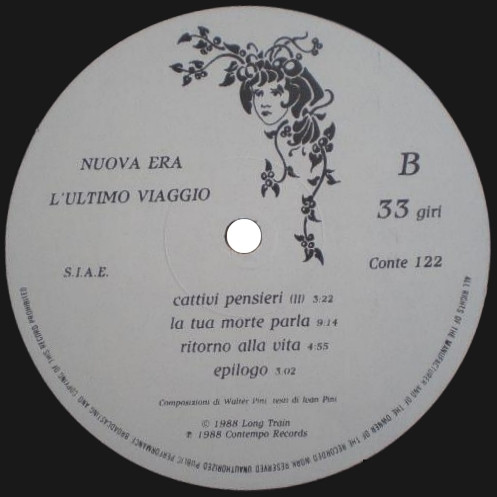 NUOVA ERA
L'ULTIMO VIAGGIO
B
33 giri
S.I.A.E.
Conte 122
cattivi pensieri (II) 3:22
la tua morte parla 9:14
ritorno alla vita 4:55
epilogo 3.02
Composizioni di Walter Pini testi di Ivan Pini
© 1988 Long Train
℗ 1988 Contempo Records
ALL RIGHTS OF THE MANUFACTURER AND OF THE OWNER OF THE RECORDED WORK RESERVED UNAUTHORIZED PUBLIC PERFORMANCE BROADCASTING AND COPYING OF THIS RECORD PROHIBITED